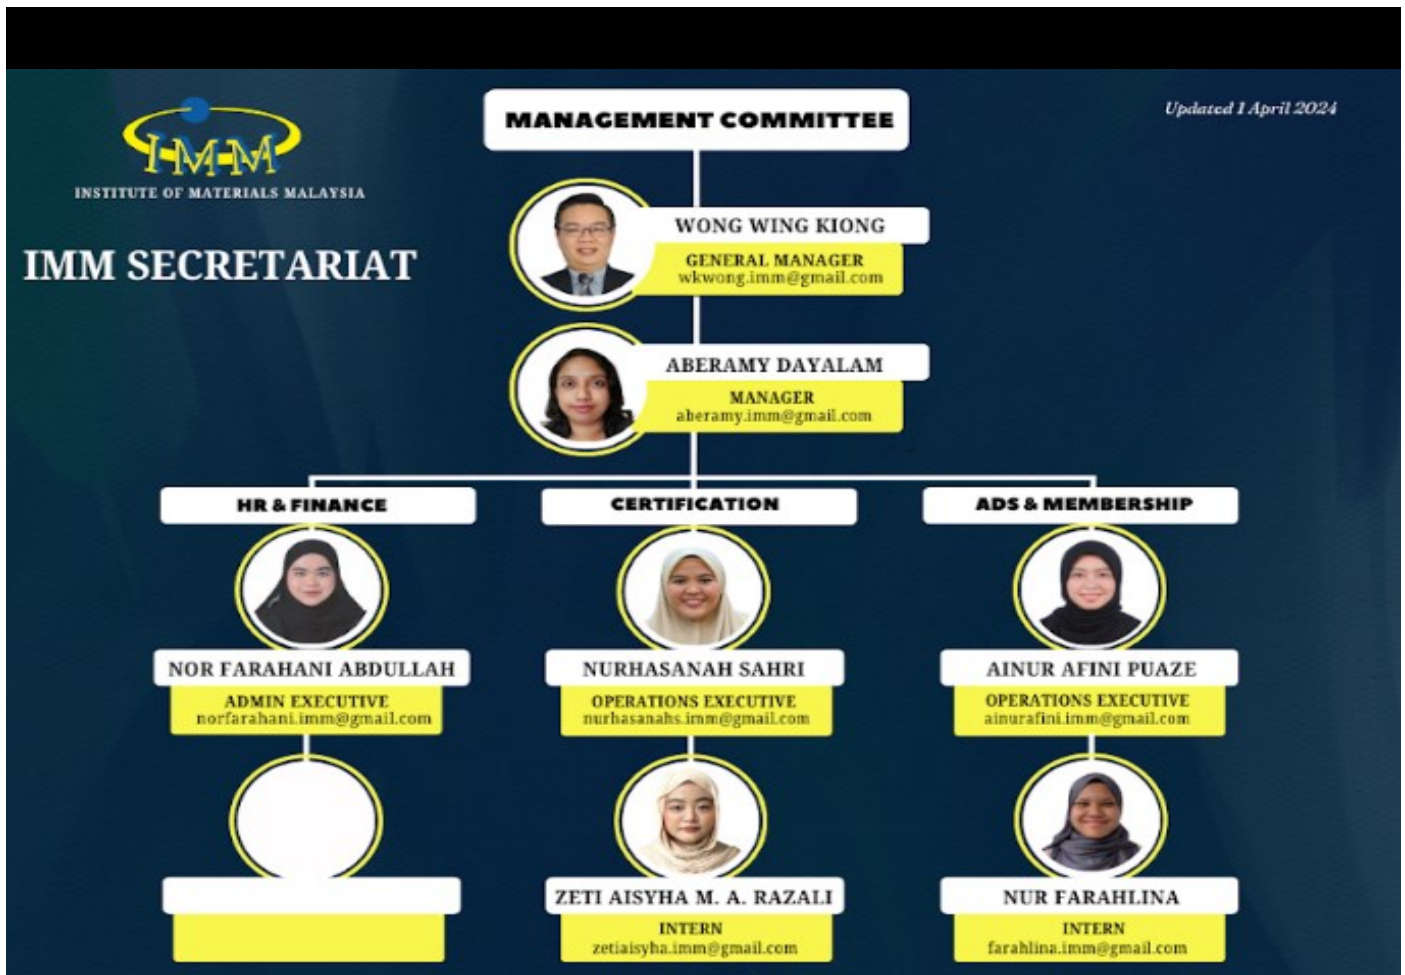 IMM
INSTITUTE OF MATERIALS MALAYSIA
IMM SECRETARIAT
Updated 1 April 2024
MANAGEMENT COMMITTEE
WONG WING KIONG
GENERAL MANAGER
wkwong.imm@gmail.com
ABERAMY DAYALAM
MANAGER
aberamy.imm@gmail.com
HR & FINANCE
NOR FARAHANI ABDULLAH
ADMIN EXECUTIVE
norfarahani.imm@gmail.com
CERTIFICATION
NURHASANAH SAHRI
OPERATIONS EXECUTIVE
nurhasanahs.imm@gmail.com
ZETI AISYHA M. A. RAZALI
INTERN
zetiaisyha.imm@gmail.com
ADS & MEMBERSHIP
AINUR AFINI PUAZE
OPERATIONS EXECUTIVE
ainurafini.imm@gmail.com
NUR FARAHLINA
INTERN
farahlina.imm@gmail.com